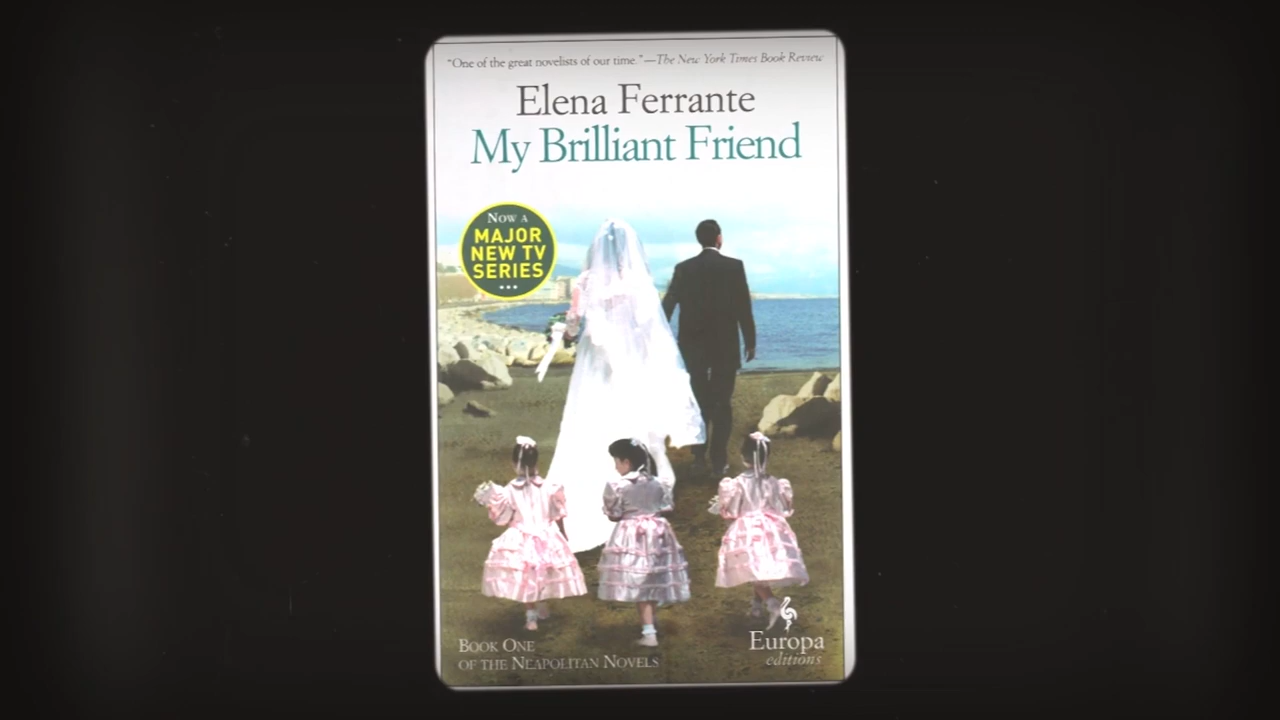 "One of the great novelists of our time."—The New York Times Book Review
Elena Ferrante
My Brilliant Friend
NOW A
MAJOR
NEW TV
SERIES
...
BOOK ONE
OF THE NEAPOLITAN NOVELS
Europa
editions